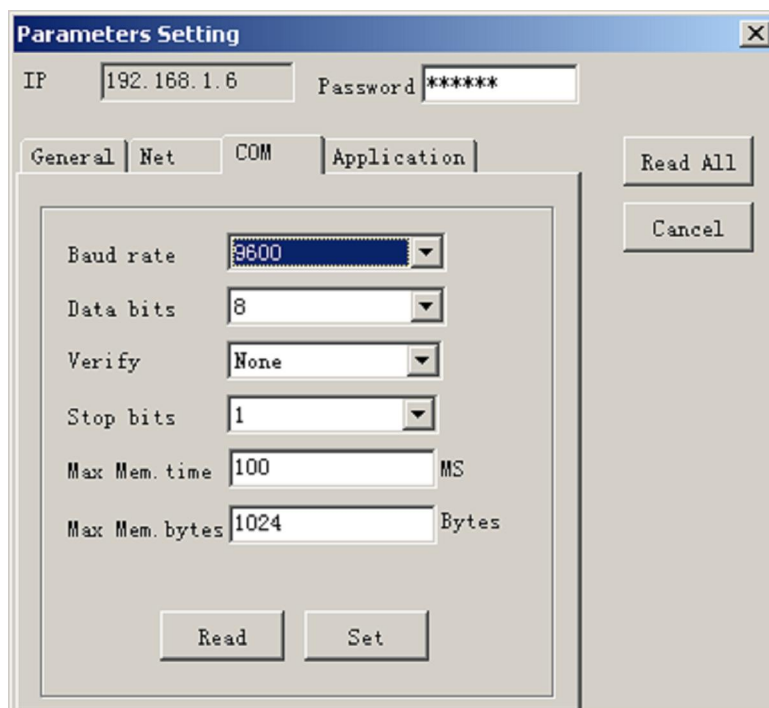 Parameters Setting
IP 192.168.1.6 Password ******
General Net COM Application
Read All
Cancel
Baud rate 9600
Data bits 8
Verify None
Stop bits 1
Max Mem.time 100 MS
Max Mem.bytes 1024 Bytes
Read Set